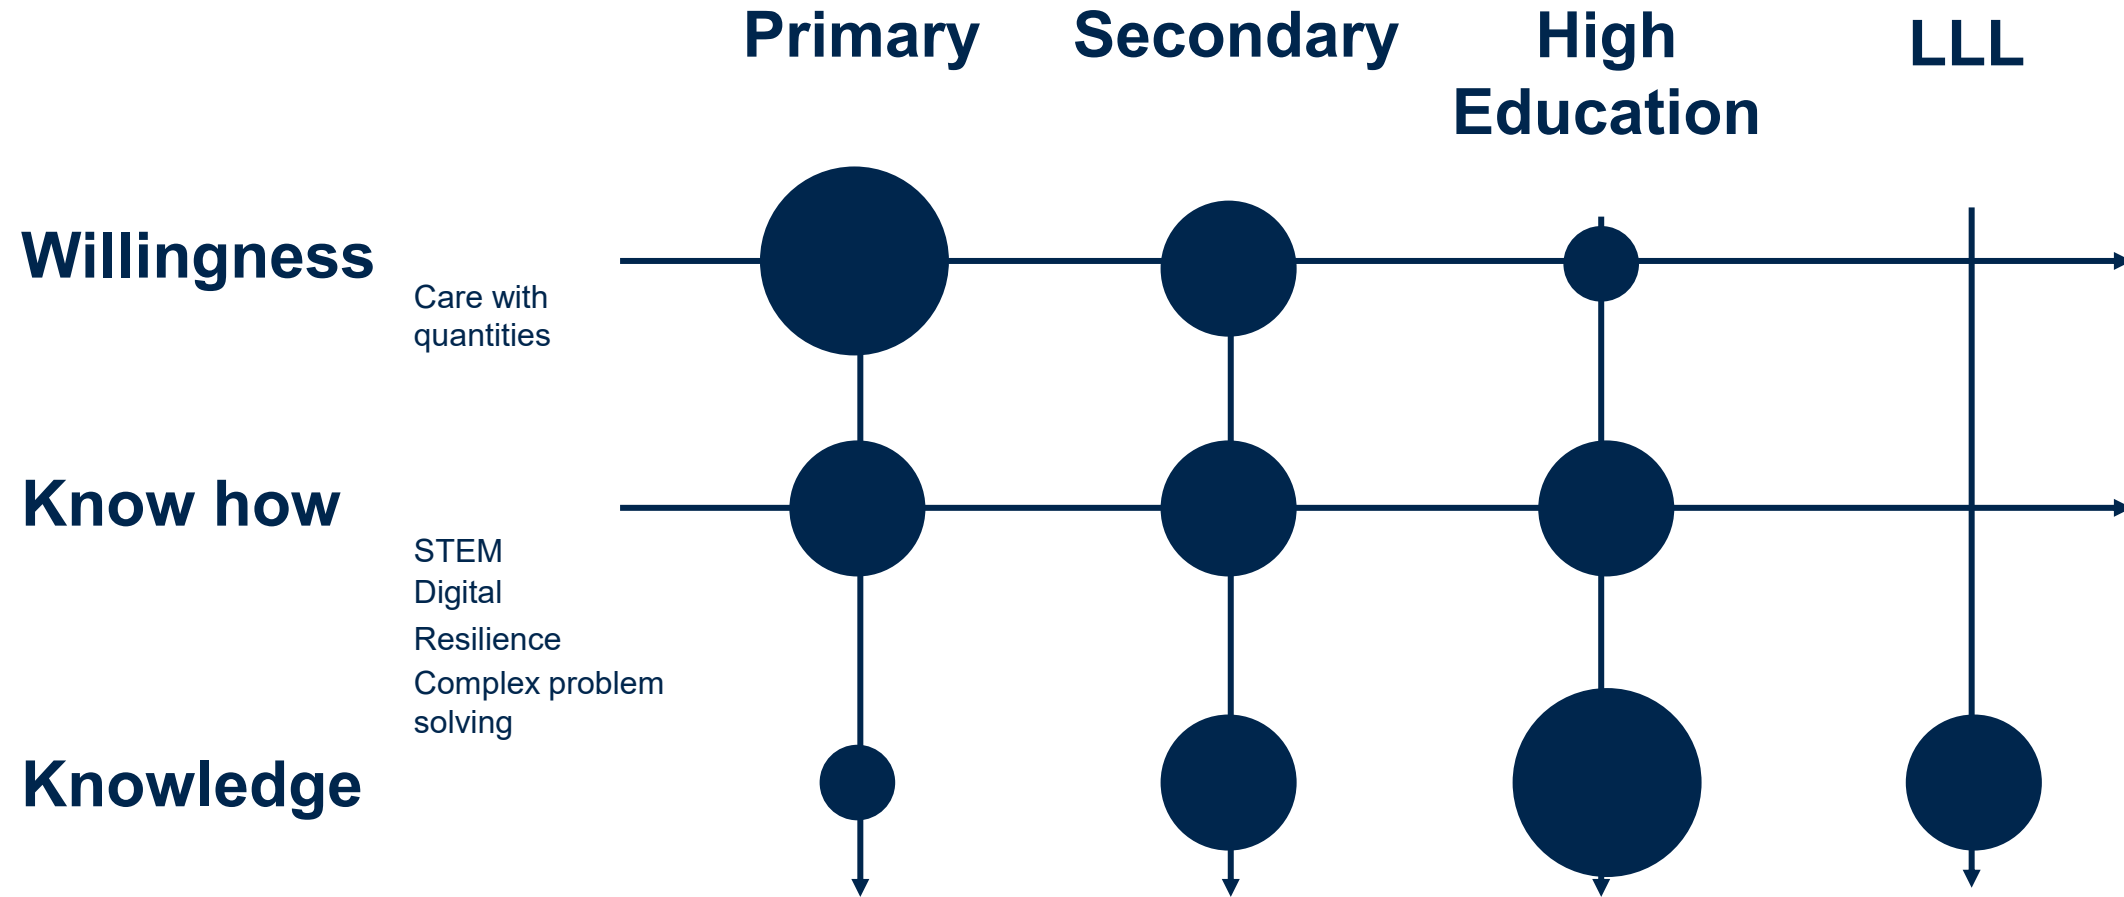 Primary
Secondary
High
Education
LLL
Willingness
Care with
quantities
Know how
STEM
Digital
Resilience
Complex problem
solving
Knowledge